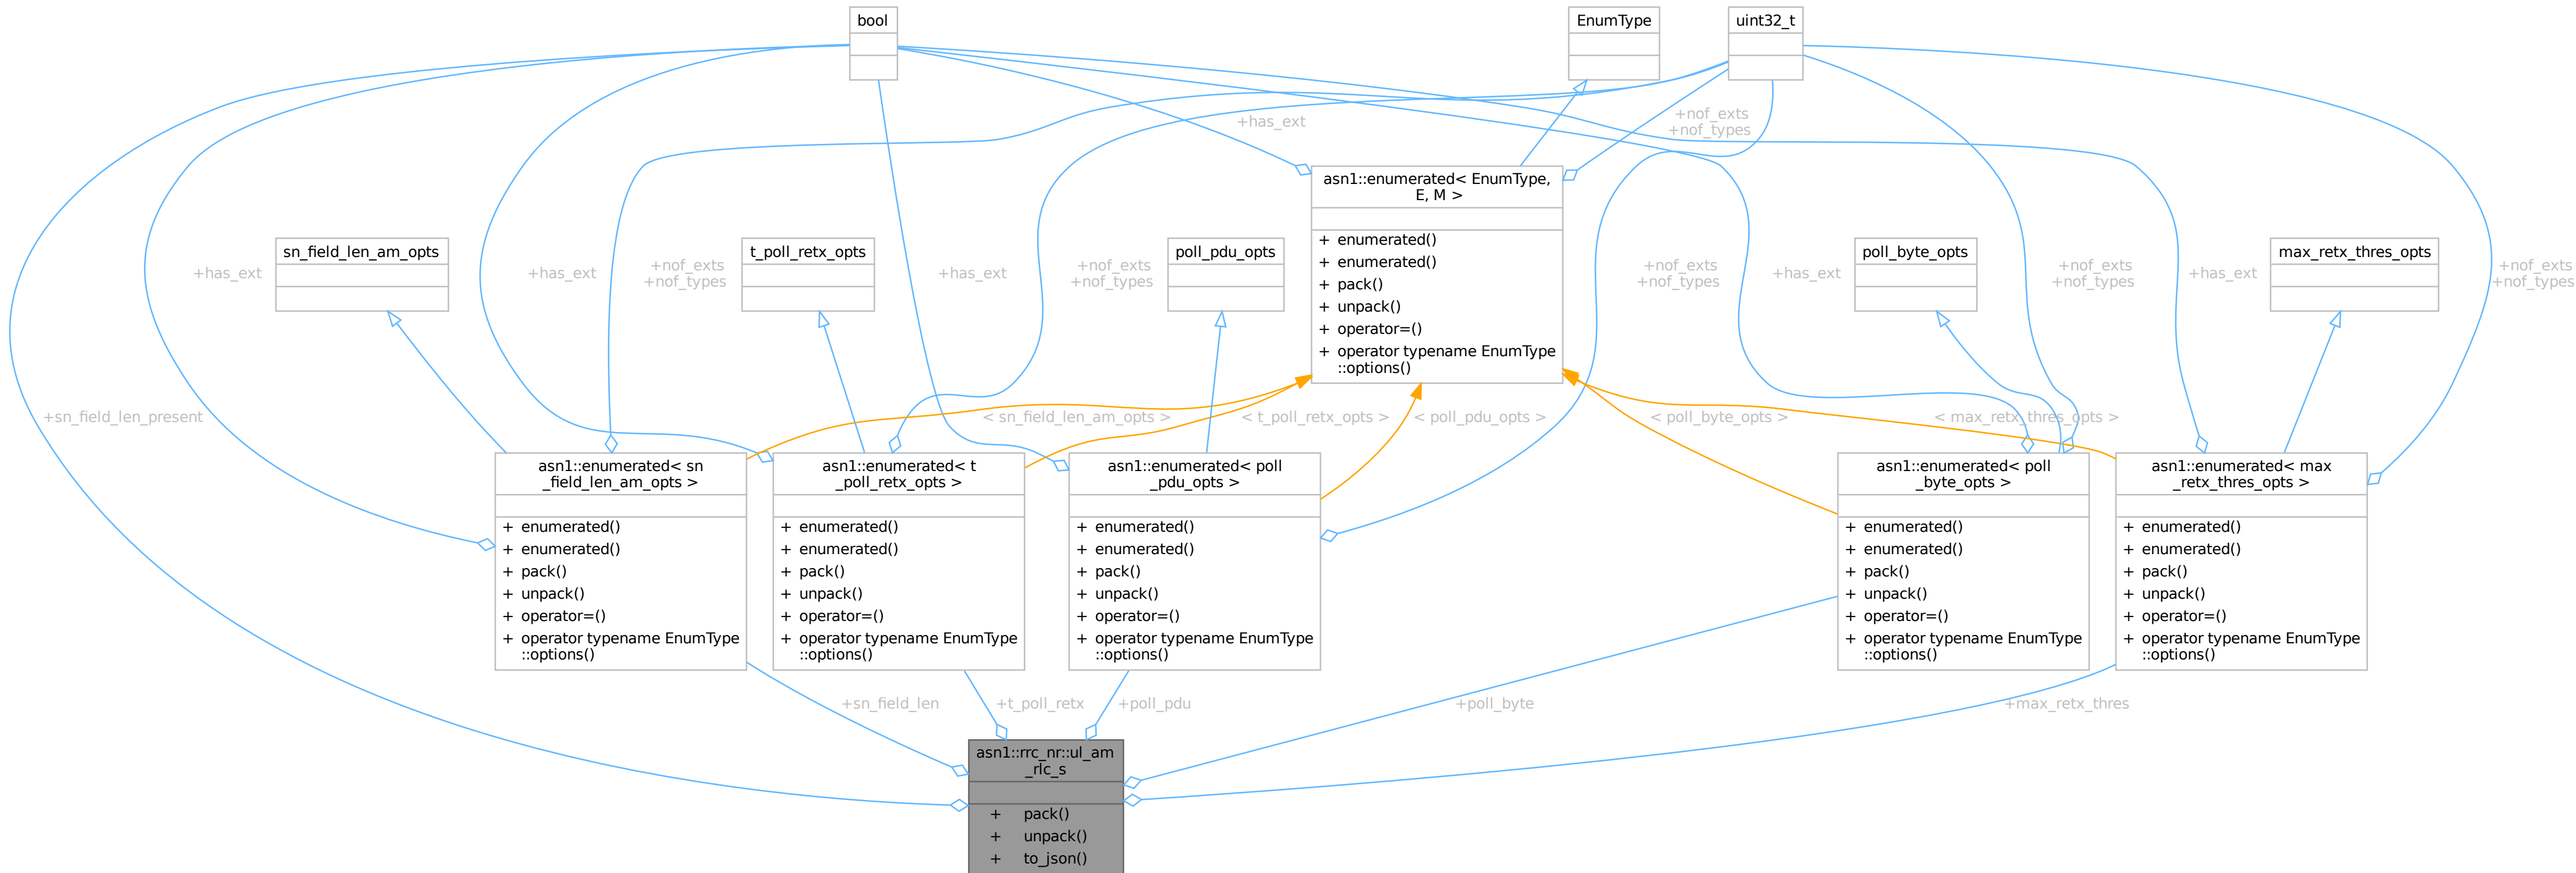 bool
EnumType
uint32_t
+has_ext
+nof_exts
+nof_types
asn1::enumerated< EnumType,
E, M >
+ enumerated()
+ enumerated()
+ pack()
+ unpack()
+ operator=()
+ operator typename EnumType
::options()
sn_field_len_am_opts
t_poll_retx_opts
poll_pdu_opts
poll_byte_opts
max_retx_thres_opts
+has_ext
+has_ext
+nof_exts
+nof_types
+has_ext
+nof_exts
+nof_types
+nof_exts
+nof_types
+has_ext
+nof_exts
+nof_types
+has_ext
+nof_exts
+nof_types
+sn_field_len_present
< sn_field_len_am_opts >
< t_poll_retx_opts >
< poll_pdu_opts >
< poll_byte_opts >
< max_retx_thres_opts >
asn1::enumerated< sn
_field_len_am_opts >
+ enumerated()
+ enumerated()
+ pack()
+ unpack()
+ operator=()
+ operator typename EnumType
::options()
asn1::enumerated< t
_poll_retx_opts >
+ enumerated()
+ enumerated()
+ pack()
+ unpack()
+ operator=()
+ operator typename EnumType
::options()
asn1::enumerated< poll
_pdu_opts >
+ enumerated()
+ enumerated()
+ pack()
+ unpack()
+ operator=()
+ operator typename EnumType
::options()
asn1::enumerated< poll
_byte_opts >
+ enumerated()
+ enumerated()
+ pack()
+ unpack()
+ operator=()
+ operator typename EnumType
::options()
asn1::enumerated< max
_retx_thres_opts >
+ enumerated()
+ enumerated()
+ pack()
+ unpack()
+ operator=()
+ operator typename EnumType
::options()
+sn_field_len
+t_poll_retx
+poll_pdu
+poll_byte
+max_retx_thres
asn1::rrc_nr::ul_am
_rlc_s
+ pack()
+ unpack()
+ to_json()